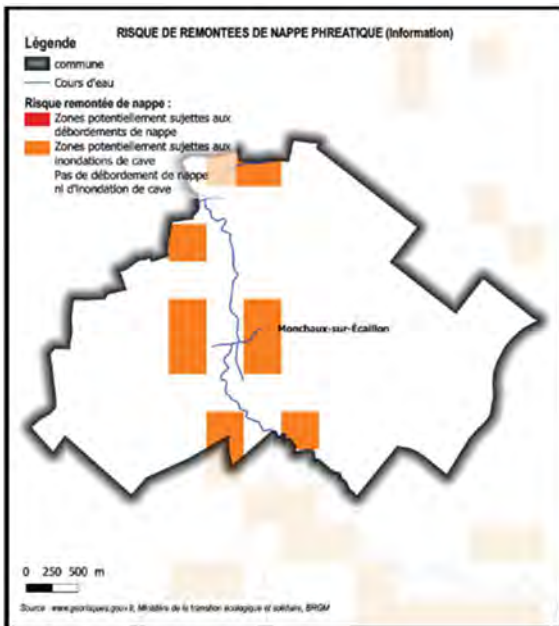 RISQUE DE REMONTEES DE NAPPE PHREATIQUE (Information)
Légende
commune
Cours d'eau
Risque remontée de nappe :
Zones potentiellement sujettes aux
débordements de nappe
Zones potentiellement sujettes aux
inondations de cave
Pas de débordement de nappe
ni d'inondation de cave
Monchaux-sur-Écaillon
0 250 500 m
Source : www.georisques.gouv.fr, Ministère de la transition écologique et solidaire, BRGM